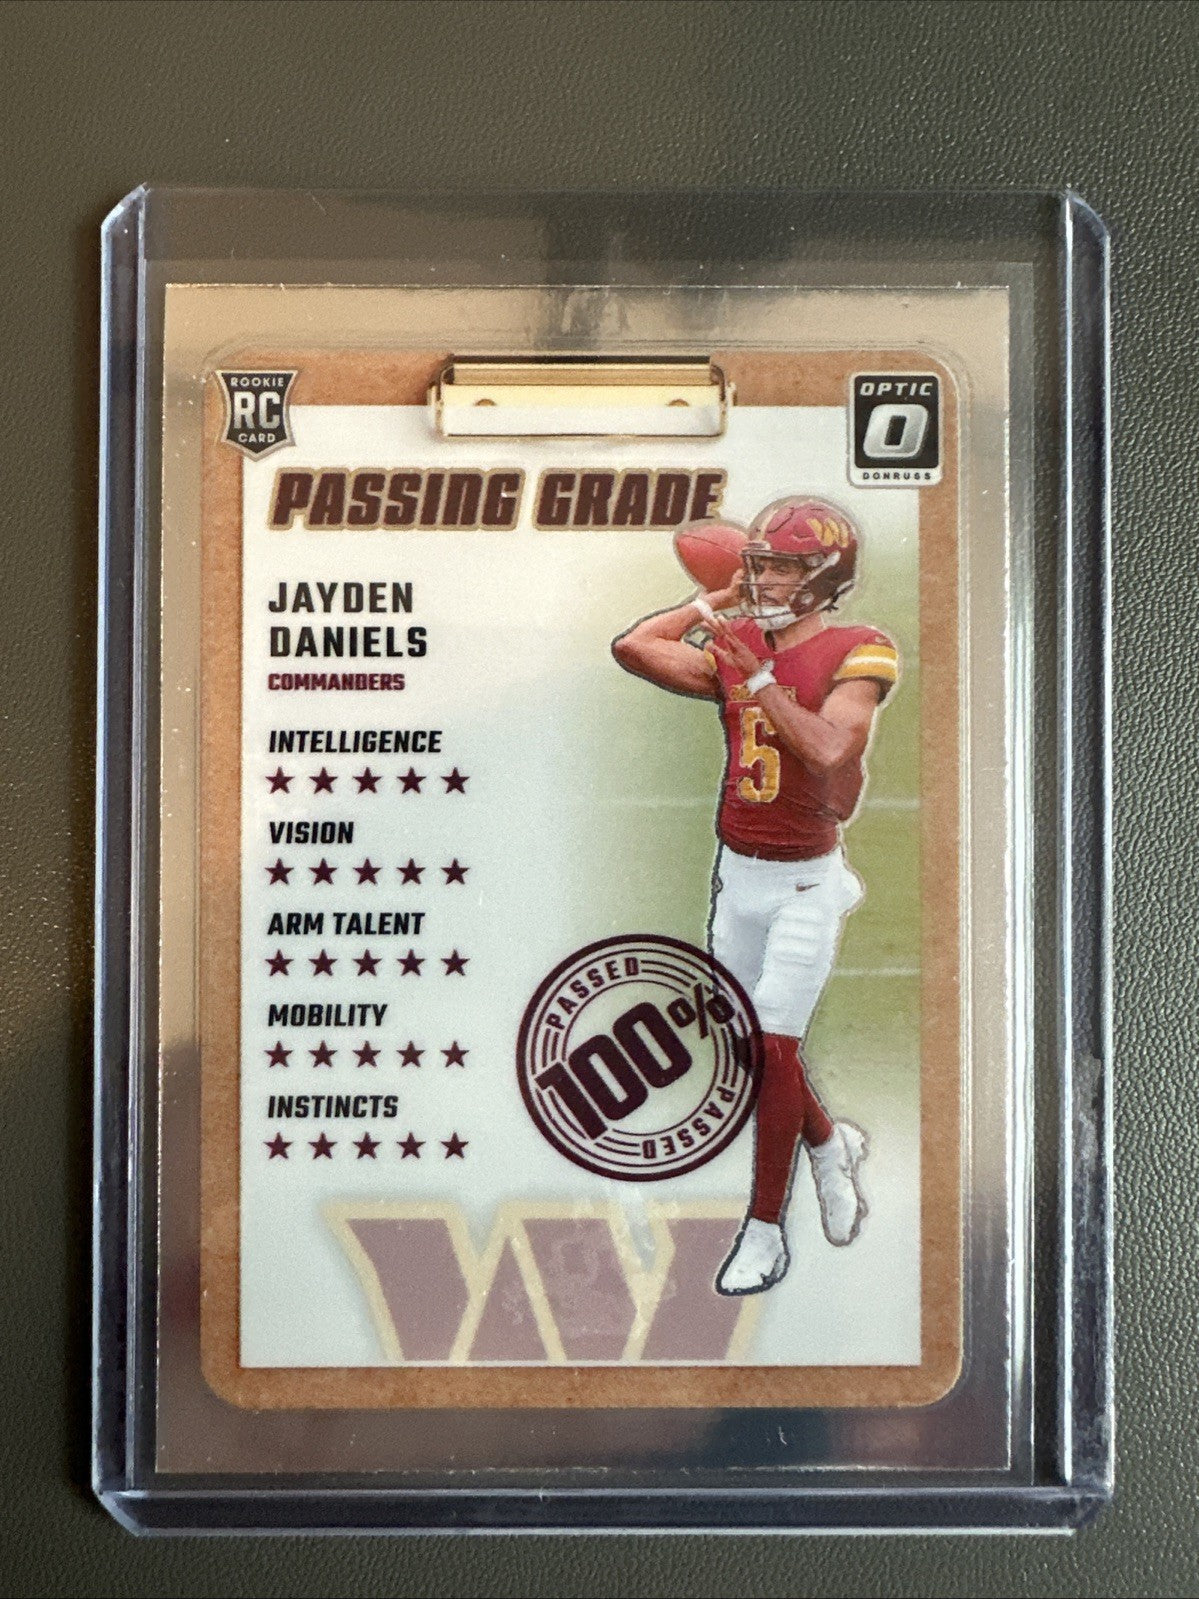 ROOKIE
RC
CARD
OPTIC
O
DONRUSS
PASSING GRADE
JAYDEN
DANIELS
COMMANDERS
INTELLIGENCE
★★★★★
VISION
★★★★★
ARM TALENT
★★★★★
MOBILITY
★★★★★
INSTINCTS
★★★★★
PASSED
100%
PASSED
W
5